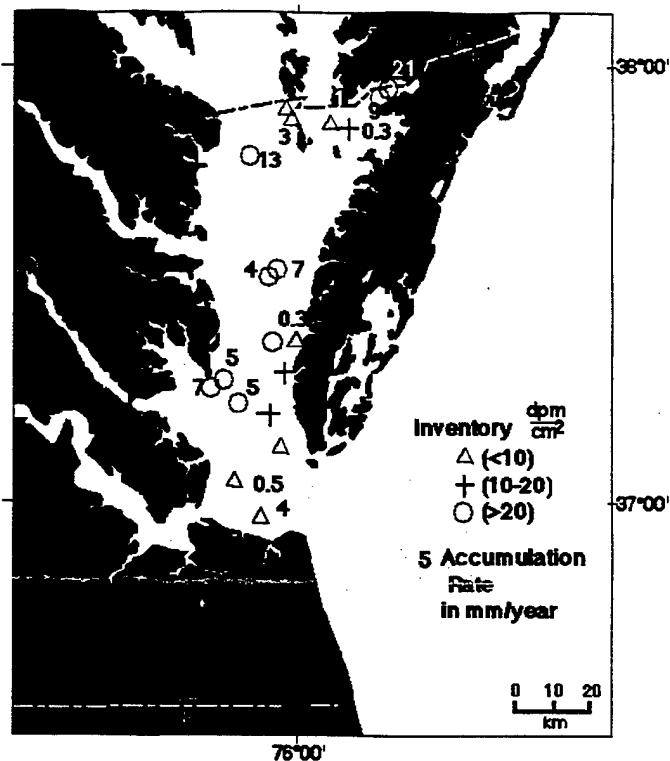 21
38°00'
1
9
3
0.3
13
4
7
0.3
5
7
5
Inventory dpm
cm²
(<10)
0.5
(10-20)
4
(>20)
37°00'
5 Accumulation
Rate
in mm/year
0 10 20
km
76°00'